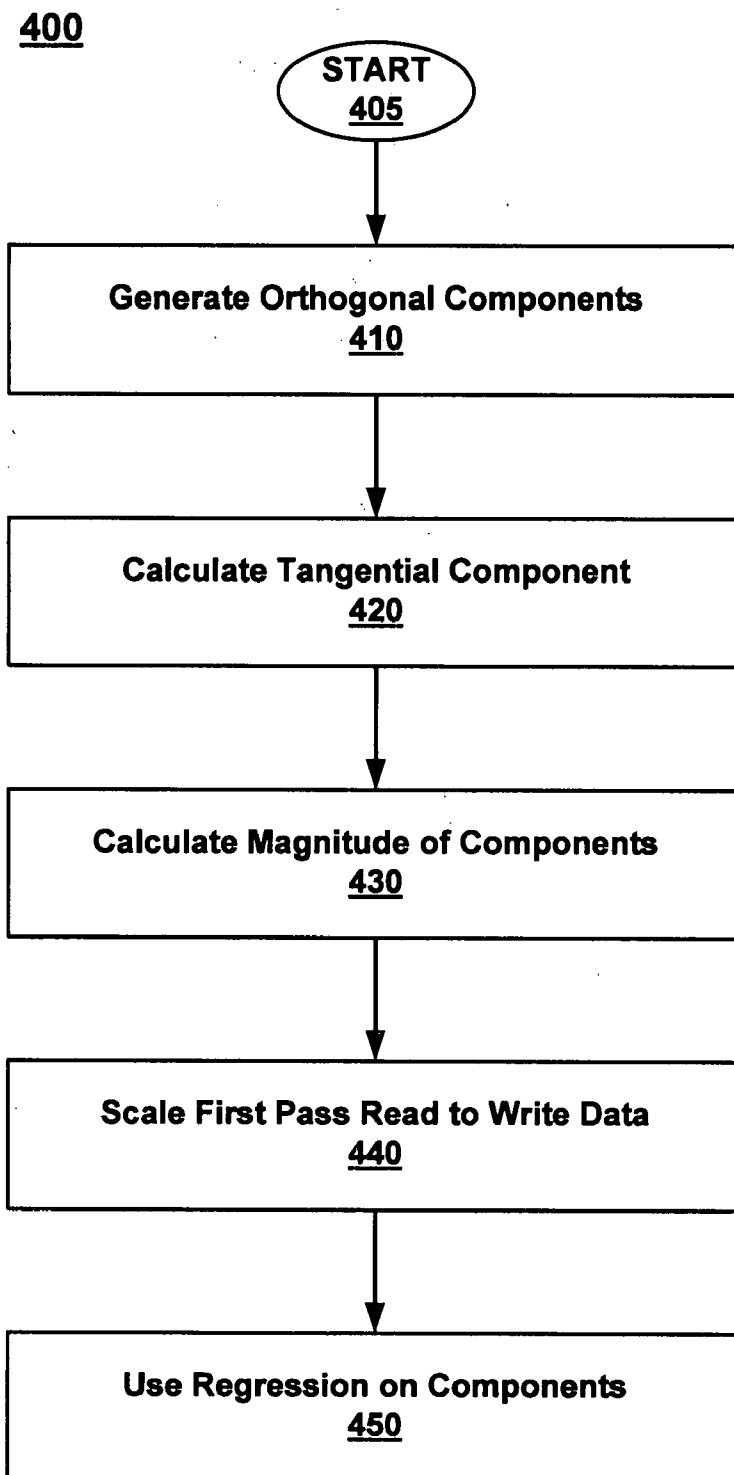 400
START
405
Generate Orthogonal Components
410
Calculate Tangential Component
420
Calculate Magnitude of Components
430
Scale First Pass Read to Write Data
440
Use Regression on Components
450